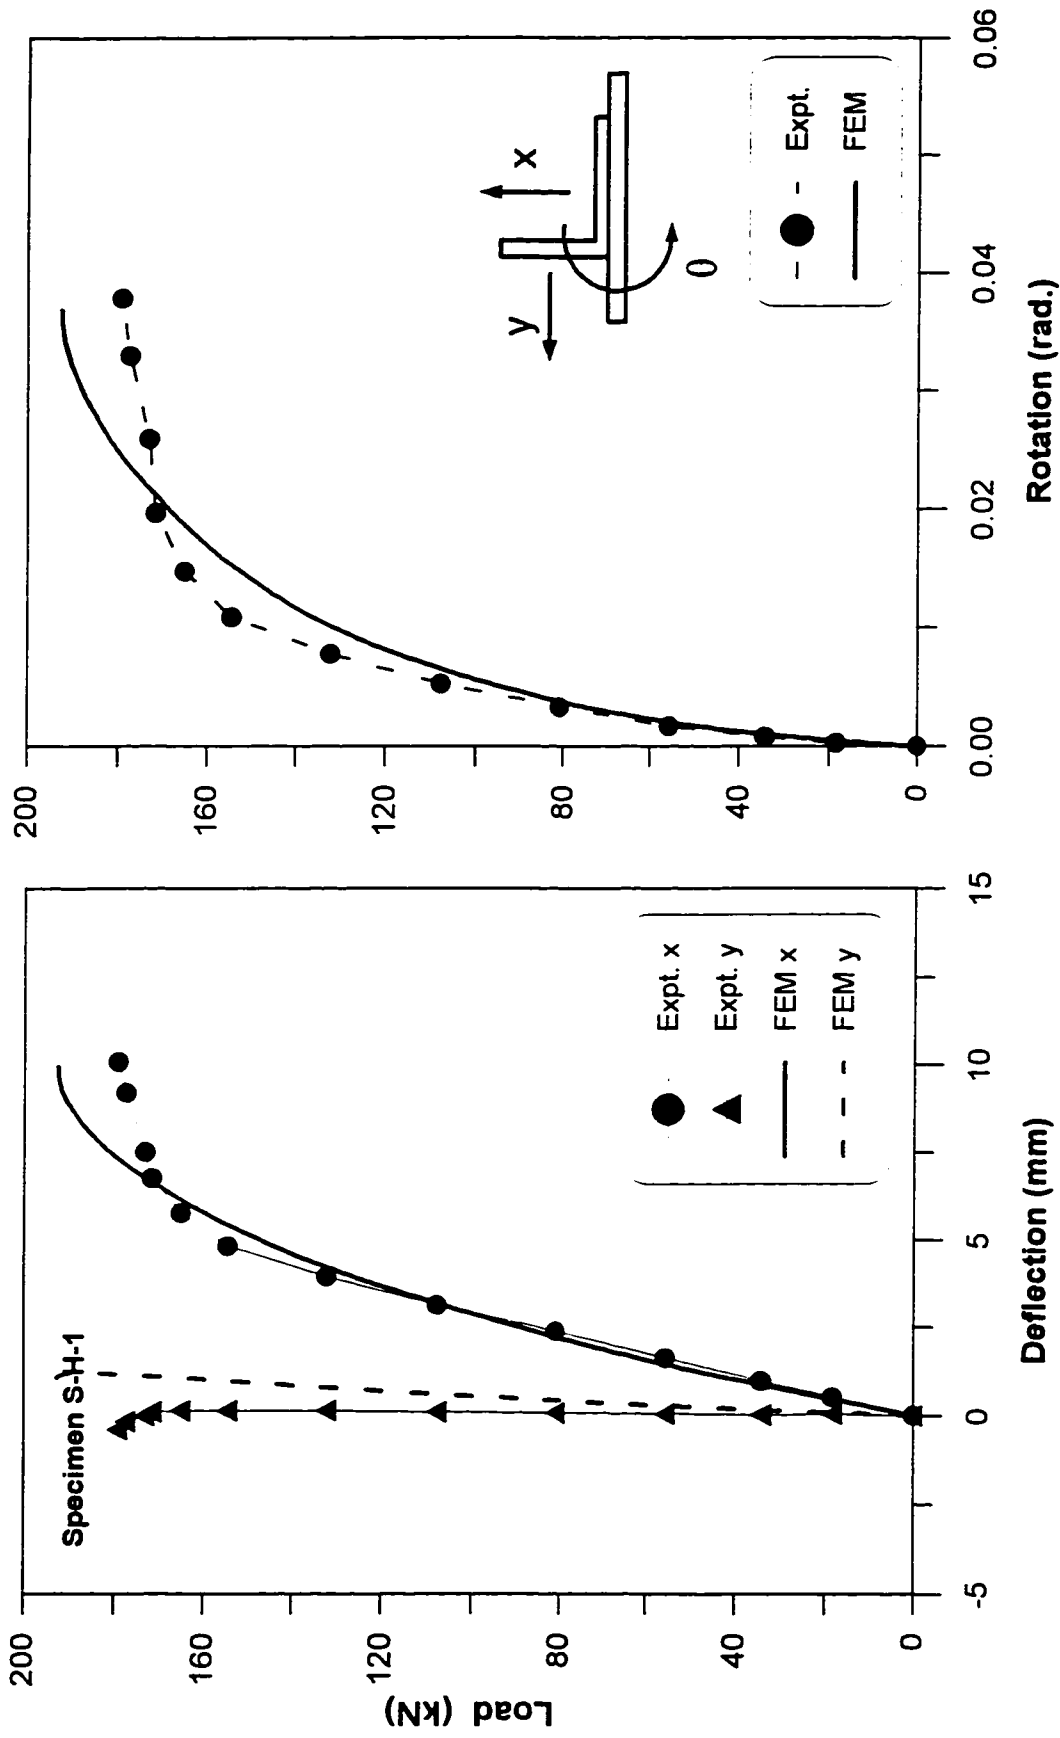 Specimen S-H-1
Load (kN)
200
160
120
80
40
0
-5
0
5
10
15
Deflection (mm)
Expt. x
Expt. y
FEM x
FEM y
200
160
120
80
40
0
0.00
0.02
0.04
0.06
Rotation (rad.)
y
x
θ
Expt.
FEM